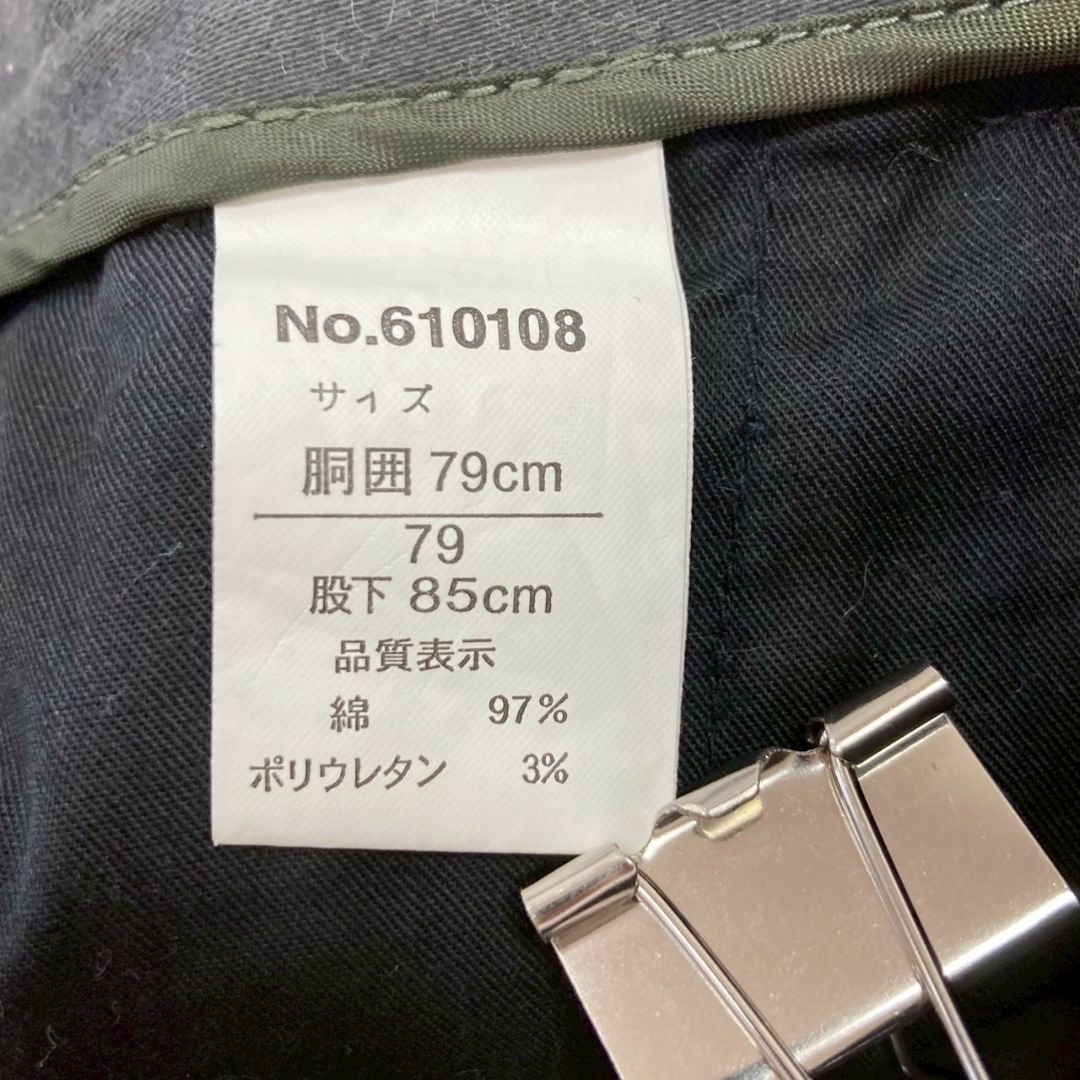 No.610108
サイズ
胴囲 79cm
79
股下 85cm
品質表示
綿 97%
ポリウレタン 3%